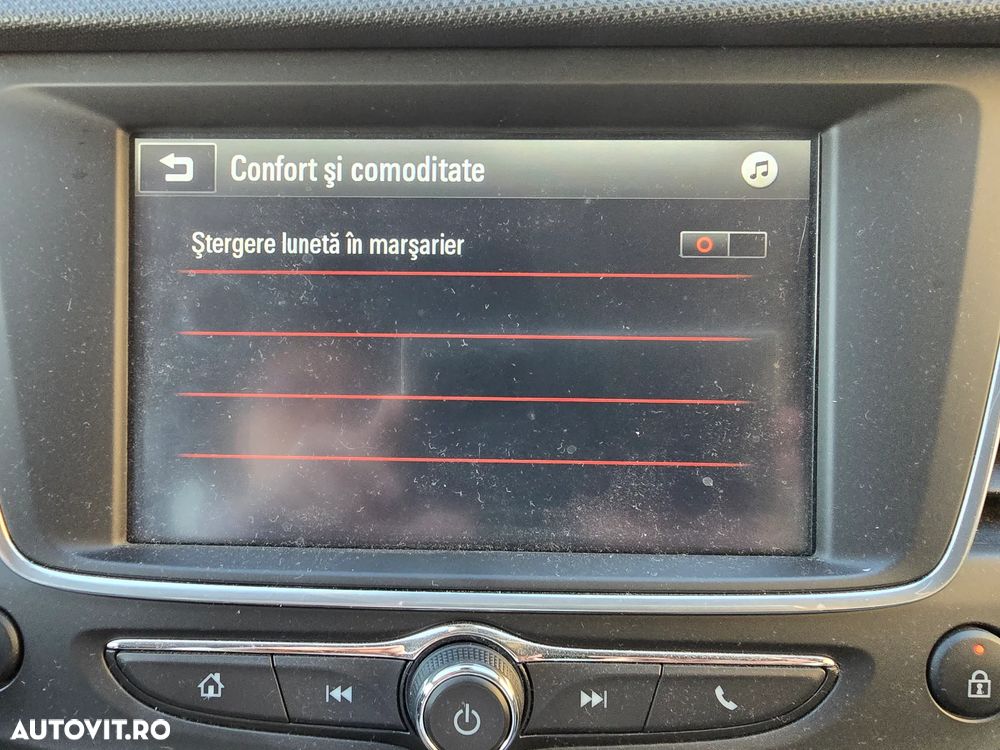 Confort şi comoditate
Ştergere lunetă în marşarier
AUTOVIT.RO